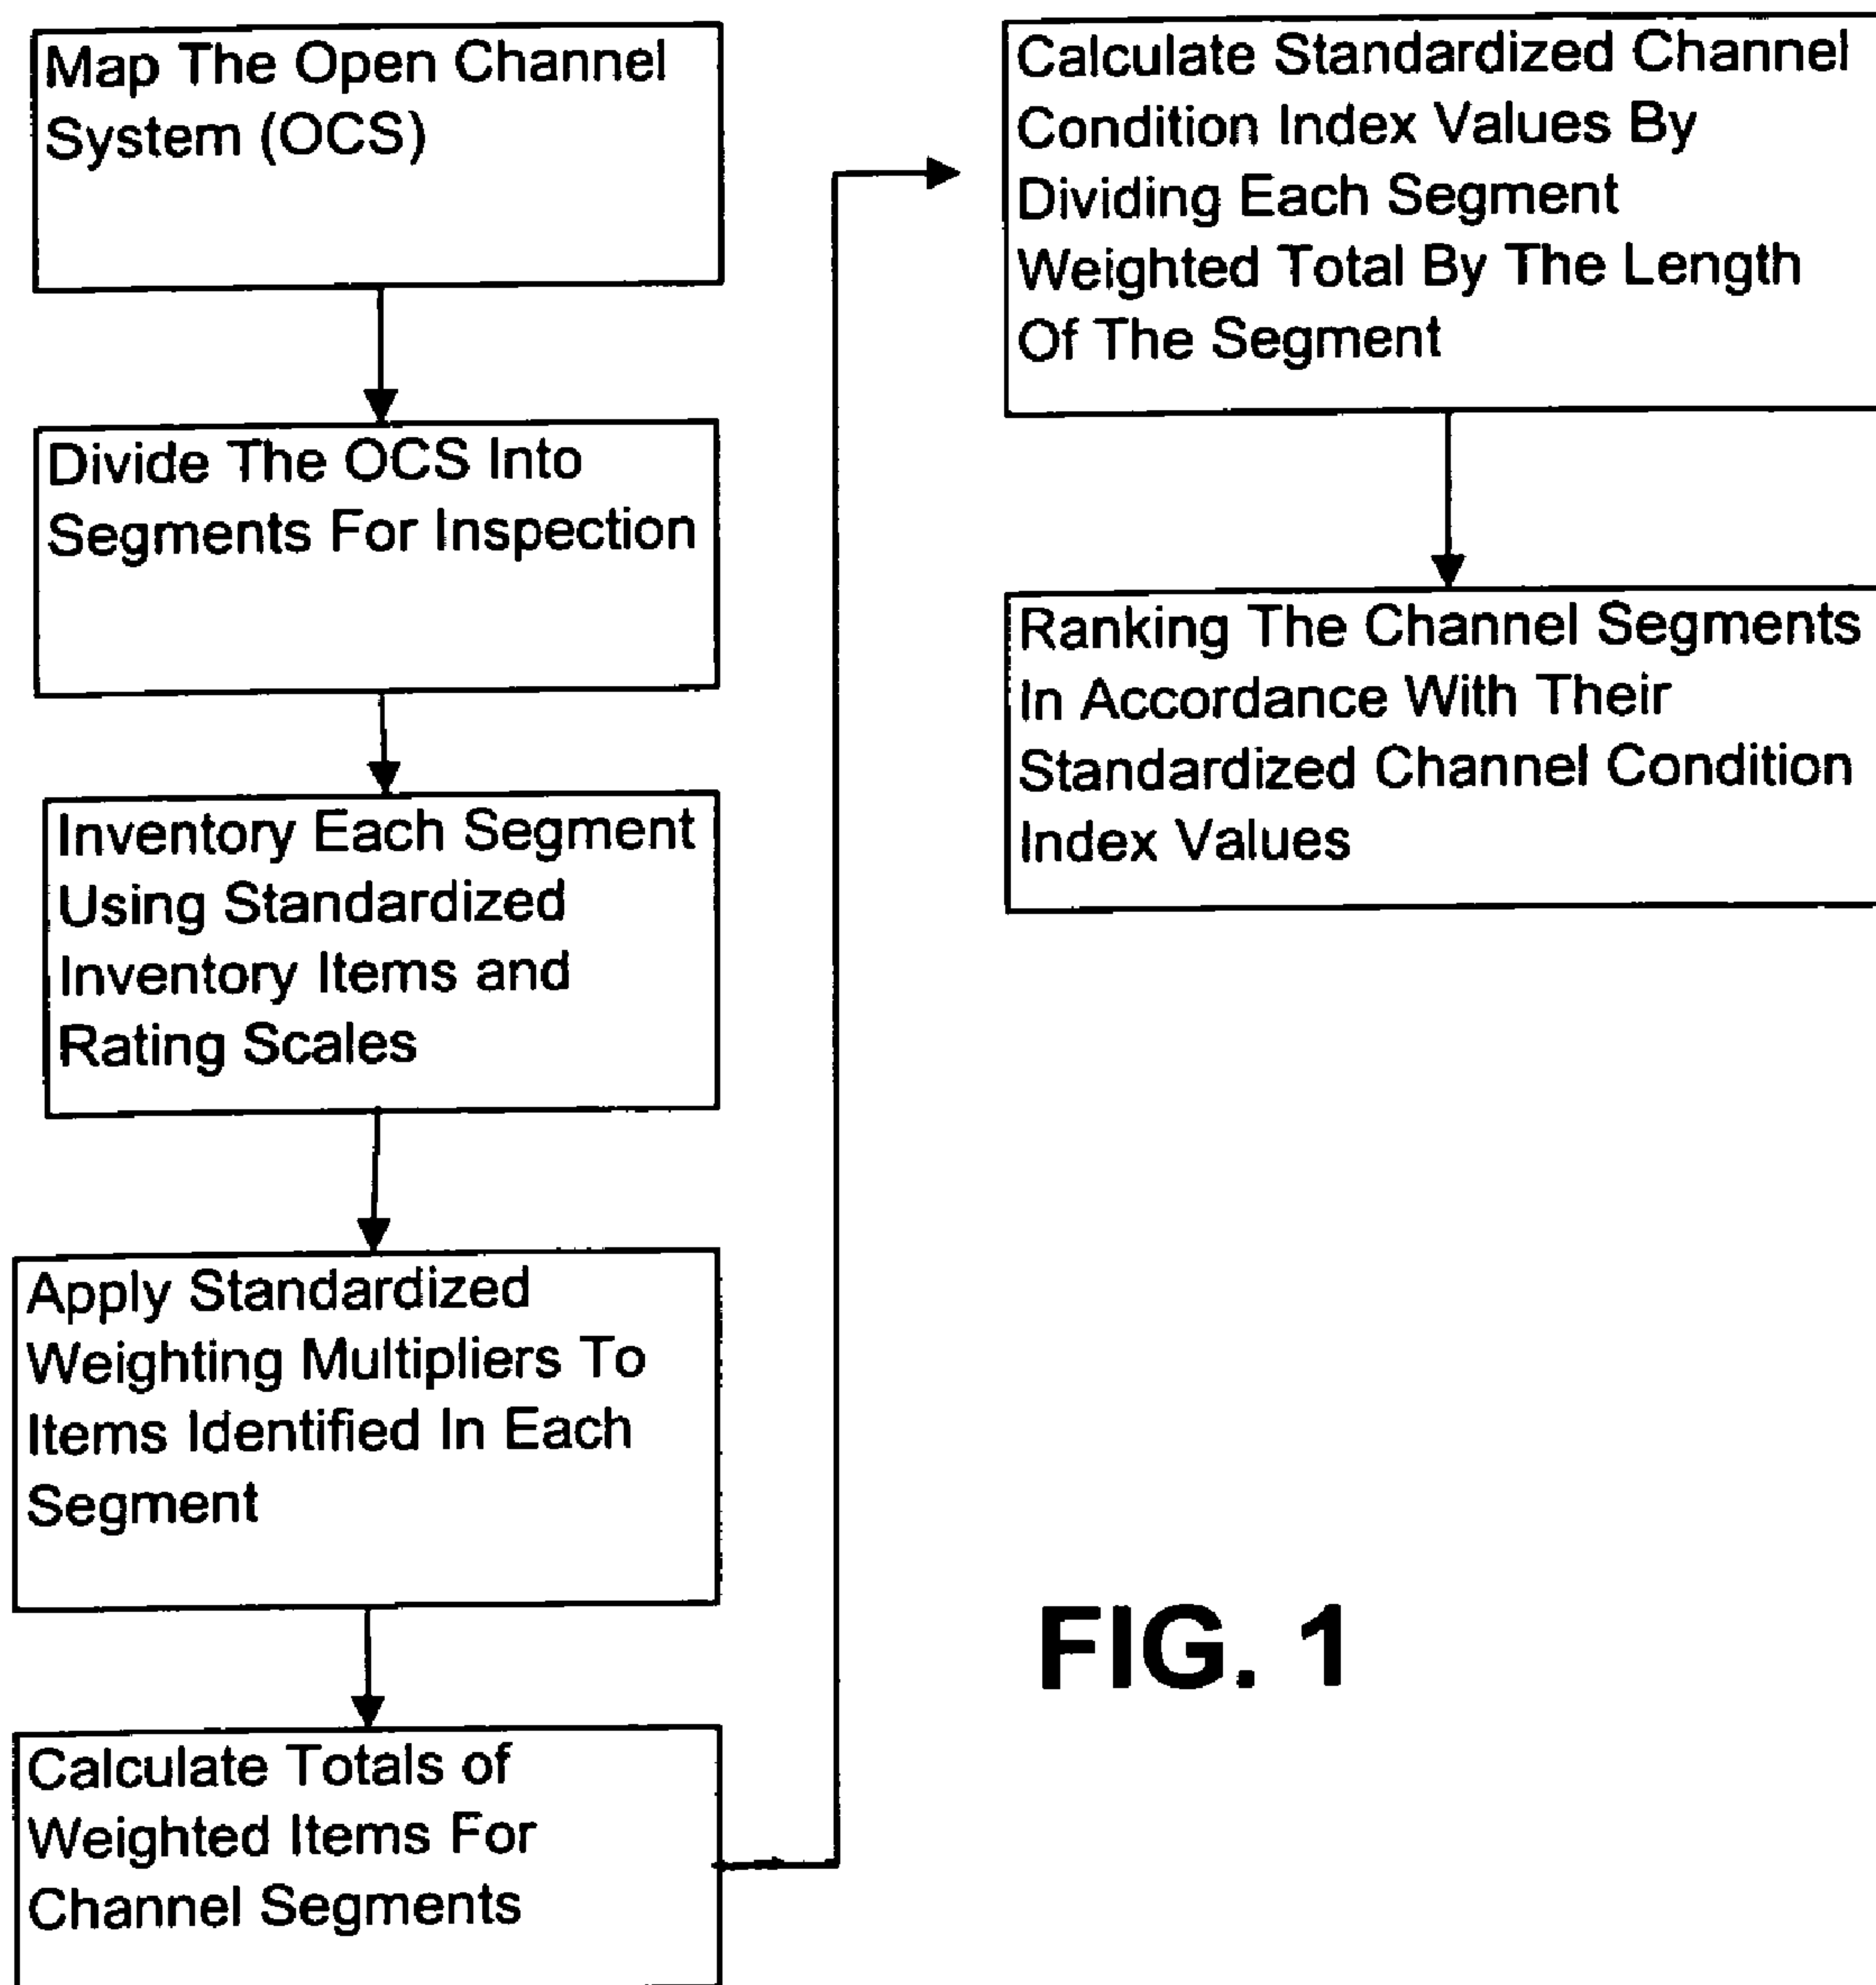 Map The Open Channel
System (OCS)
Divide The OCS Into
Segments For Inspection
Inventory Each Segment
Using Standardized
Inventory Items and
Rating Scales
Apply Standardized
Weighting Multipliers To
Items Identified In Each
Segment
Calculate Totals of
Weighted Items For
Channel Segments
Calculate Standardized Channel
Condition Index Values By
Dividing Each Segment
Weighted Total By The Length
Of The Segment
Ranking The Channel Segments
In Accordance With Their
Standardized Channel Condition
Index Values
FIG. 1